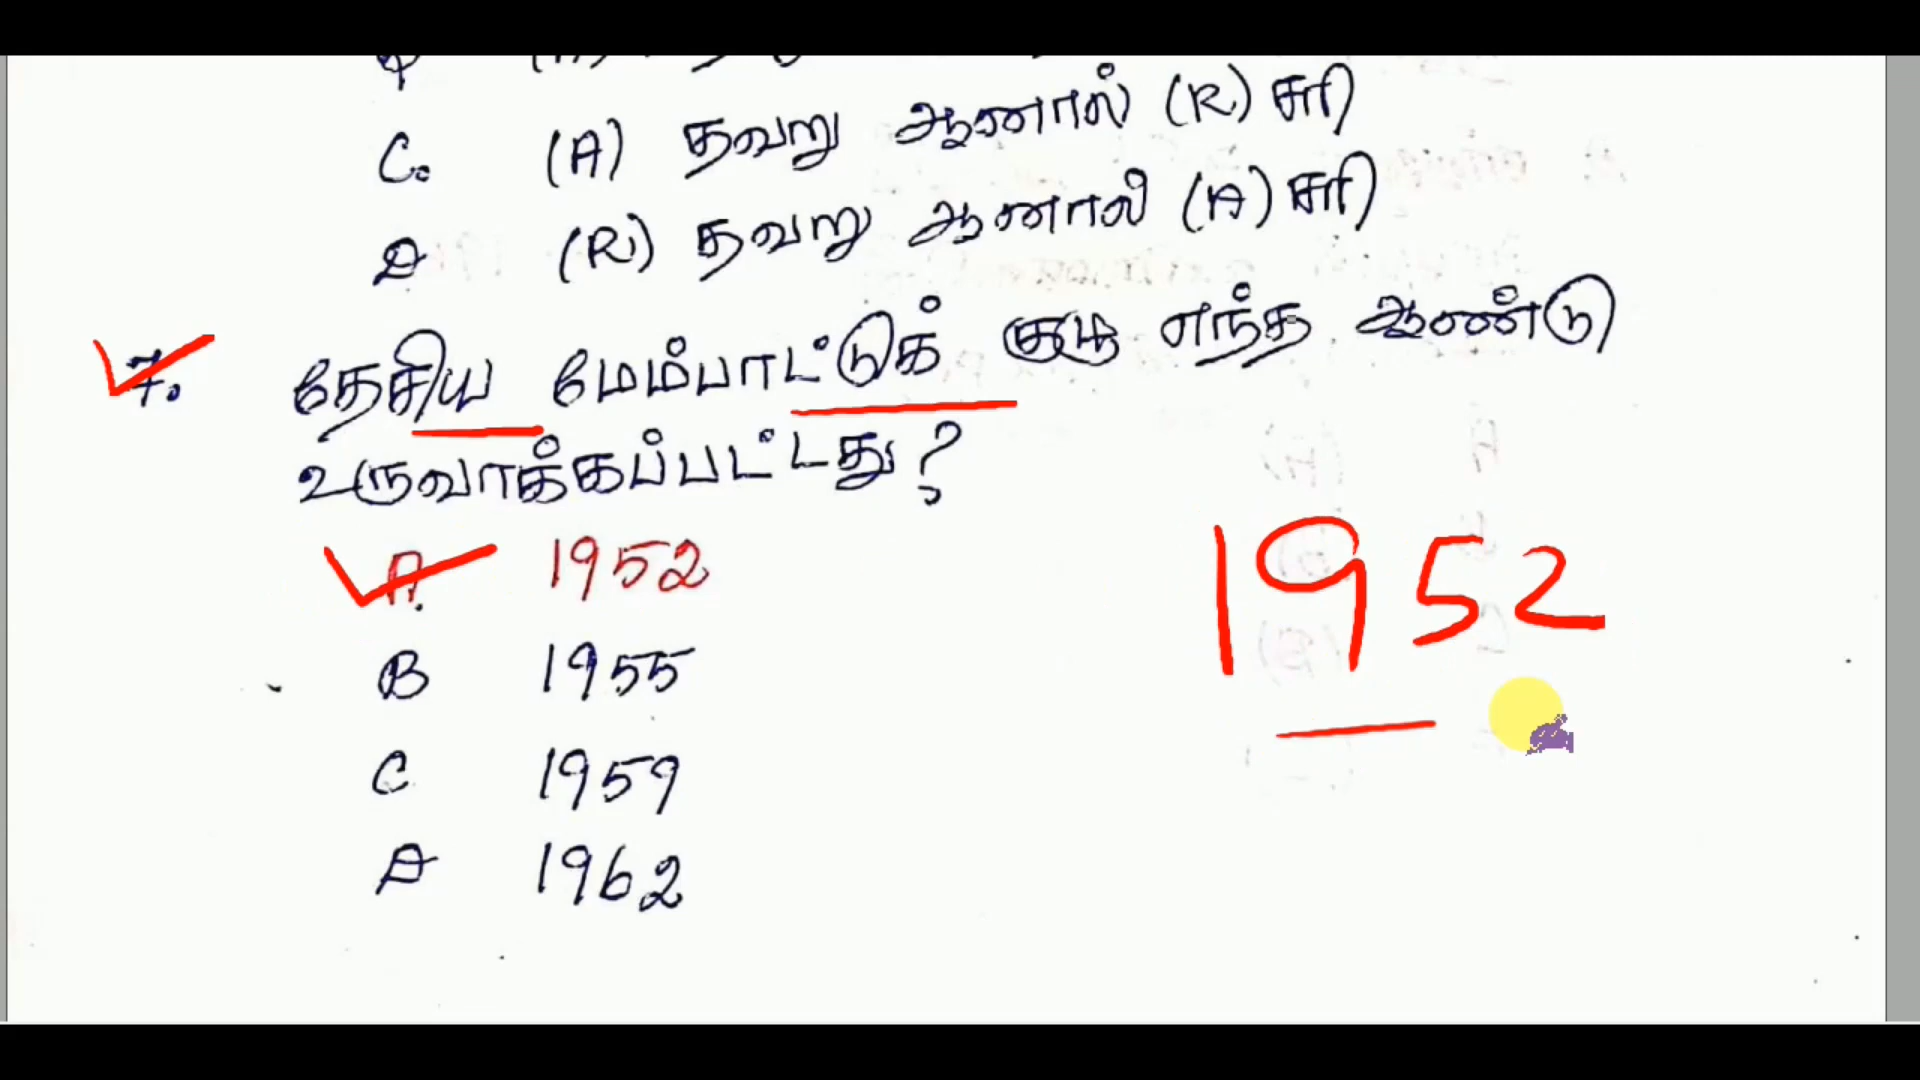 C. (A) தவறு ஆனால் (R) சரி
D (R) தவறு ஆனால் (A) சரி
7. தேசிய மேம்பாட்டுக் குழு எந்த ஆண்டு
உருவாக்கப்பட்டது?
A. 1952
1952
B 1955
C 1959
D 1962